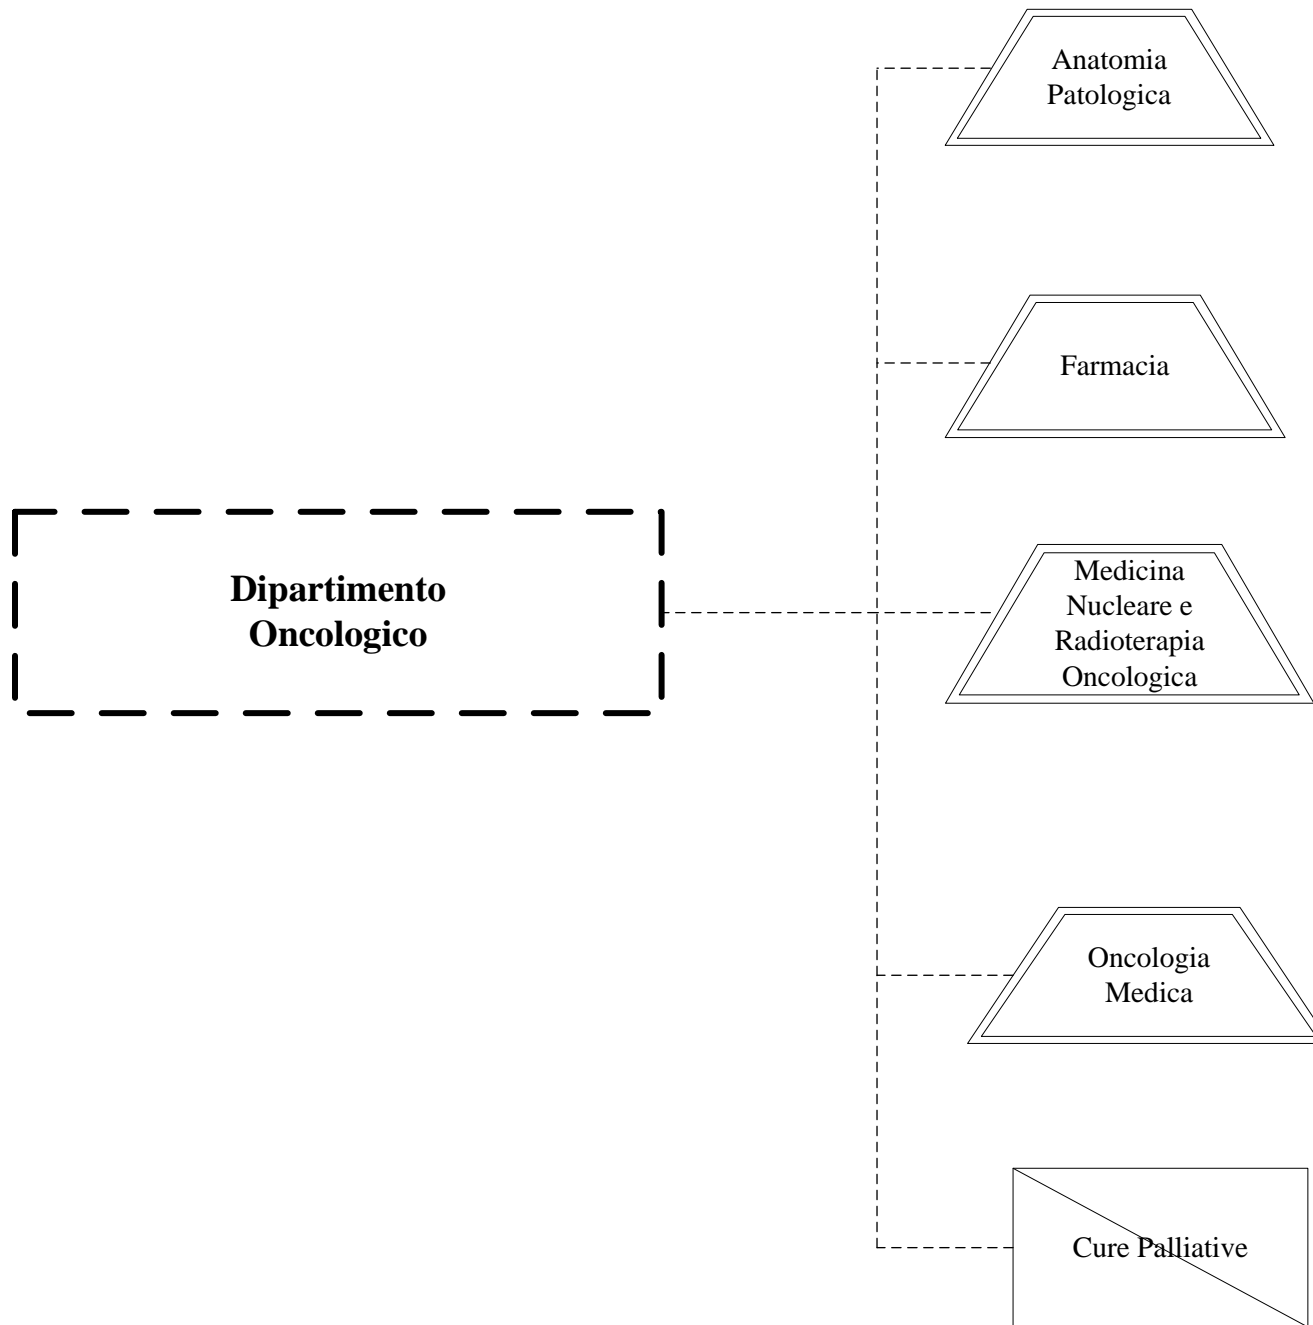 Anatomia
Patologica
Farmacia
Dipartimento
Oncologico
Medicina
Nucleare e
Radioterapia
Oncologica
Oncologia
Medica
Cure Palliative